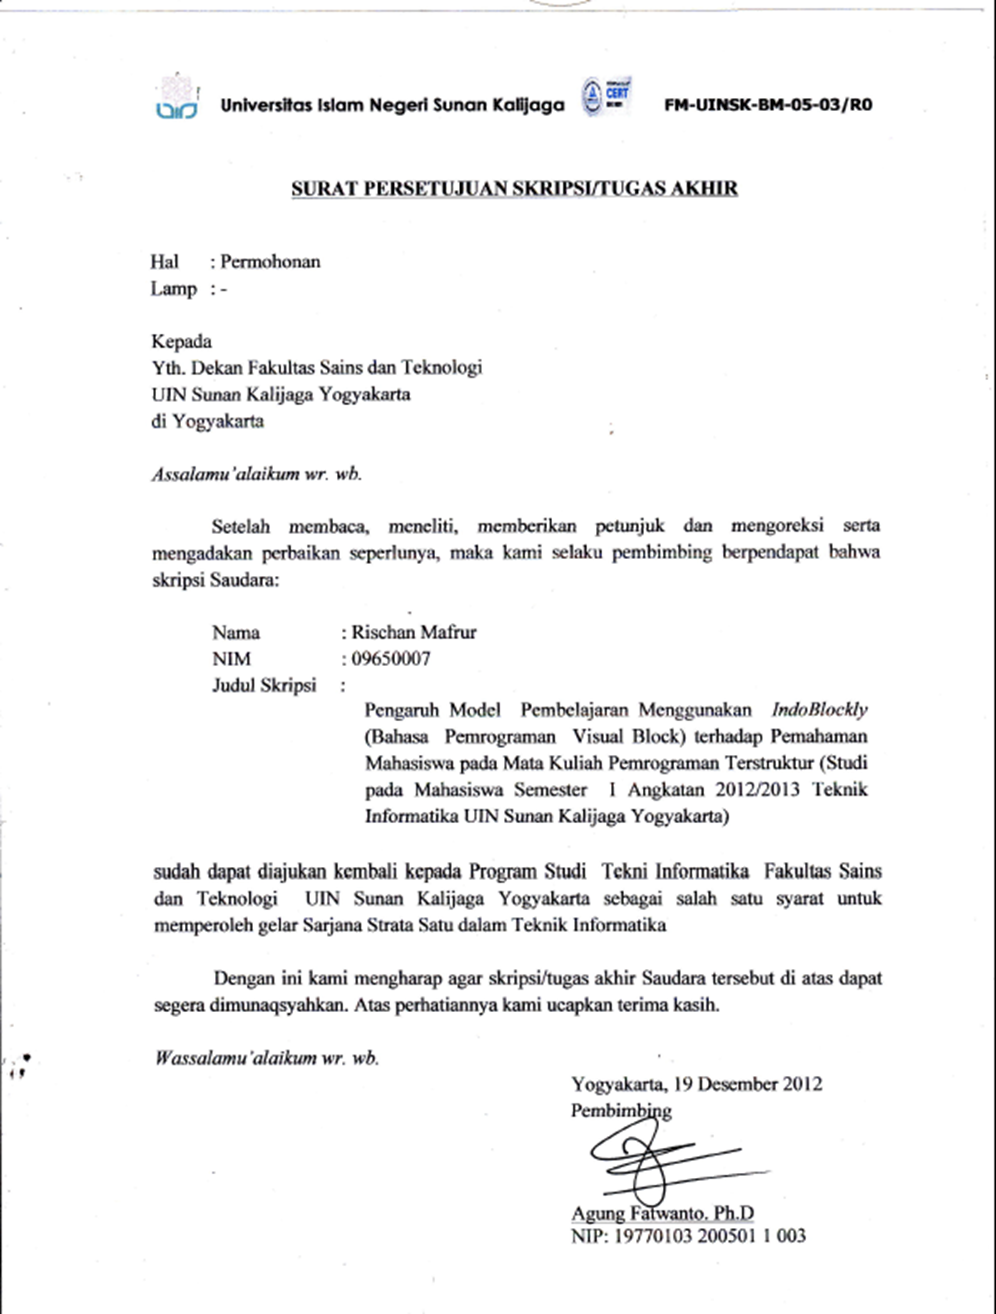 Universitas Islam Negeri Sunan Kalijaga CERT FM-UINSK-BM-05-03/R0
SURAT PERSETUJUAN SKRIPSI/TUGAS AKHIR
Hal : Permohonan
Lamp : -
Kepada
Yth. Dekan Fakultas Sains dan Teknologi
UIN Sunan Kalijaga Yogyakarta
di Yogyakarta
Assalamu'alaikum wr. wb.
Setelah membaca, meneliti, memberikan petunjuk dan mengoreksi serta
mengadakan perbaikan seperlunya, maka kami selaku pembimbing berpendapat bahwa
skripsi Saudara:
Nama : Rischan Mafrur
NIM : 09650007
Judul Skripsi :
Pengaruh Model Pembelajaran Menggunakan IndoBlockly
(Bahasa Pemrograman Visual Block) terhadap Pemahaman
Mahasiswa pada Mata Kuliah Pemrograman Terstruktur (Studi
pada Mahasiswa Semester I Angkatan 2012/2013 Teknik
Informatika UIN Sunan Kalijaga Yogyakarta)
sudah dapat diajukan kembali kepada Program Studi Tekni Informatika Fakultas Sains
dan Teknologi UIN Sunan Kalijaga Yogyakarta sebagai salah satu syarat untuk
memperoleh gelar Sarjana Strata Satu dalam Teknik Informatika
Dengan ini kami mengharap agar skripsi/tugas akhir Saudara tersebut di atas dapat
segera dimunaqsyahkan. Atas perhatiannya kami ucapkan terima kasih.
Wassalamu'alaikum wr. wb.
Yogyakarta, 19 Desember 2012
Pembimbing
Agung Fatwanto. Ph.D
NIP: 19770103 200501 1 003